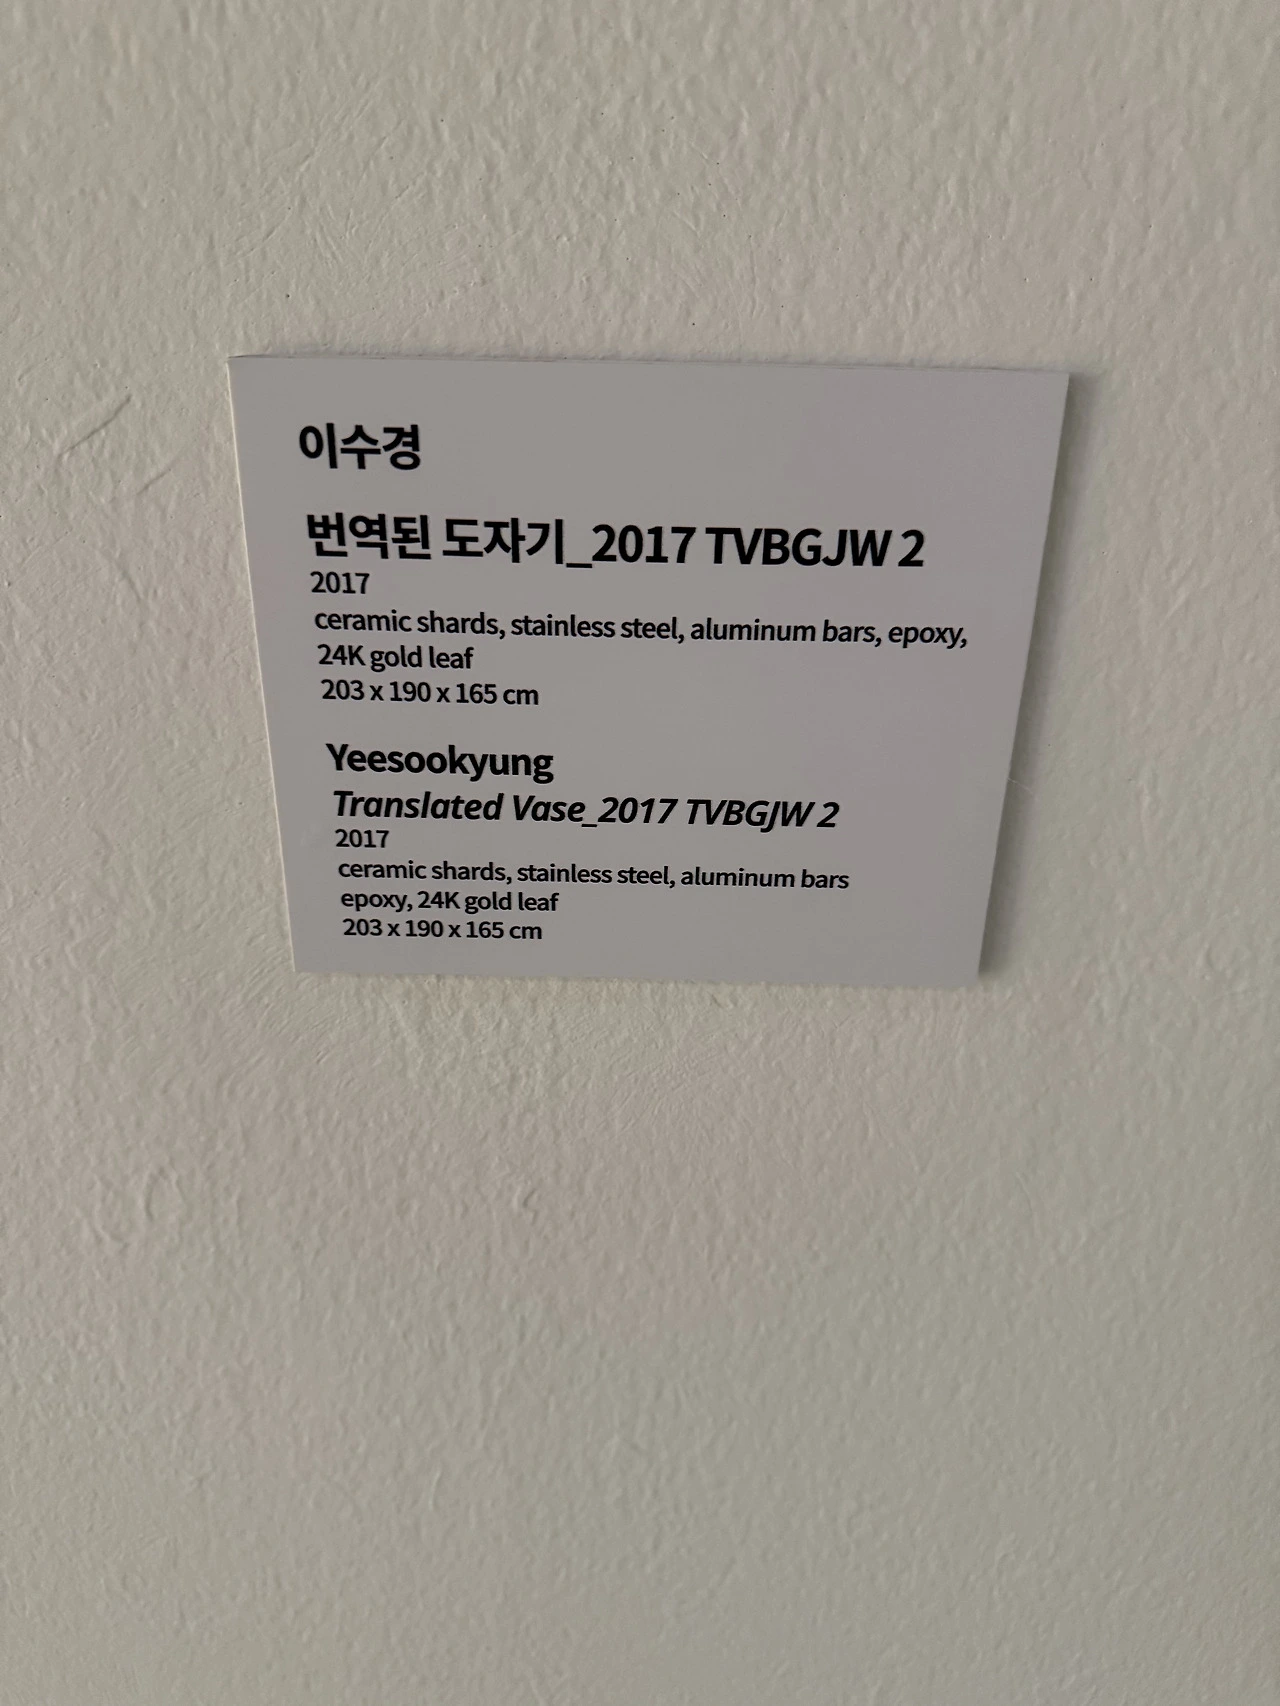 이수경
번역된 도자기_2017 TVBGJW 2
2017
ceramic shards, stainless steel, aluminum bars, epoxy,
24K gold leaf
203 x 190 x 165 cm
Yeesookyung
Translated Vase_2017 TVBGJW 2
2017
ceramic shards, stainless steel, aluminum bars
epoxy, 24K gold leaf
203 x 190 x 165 cm